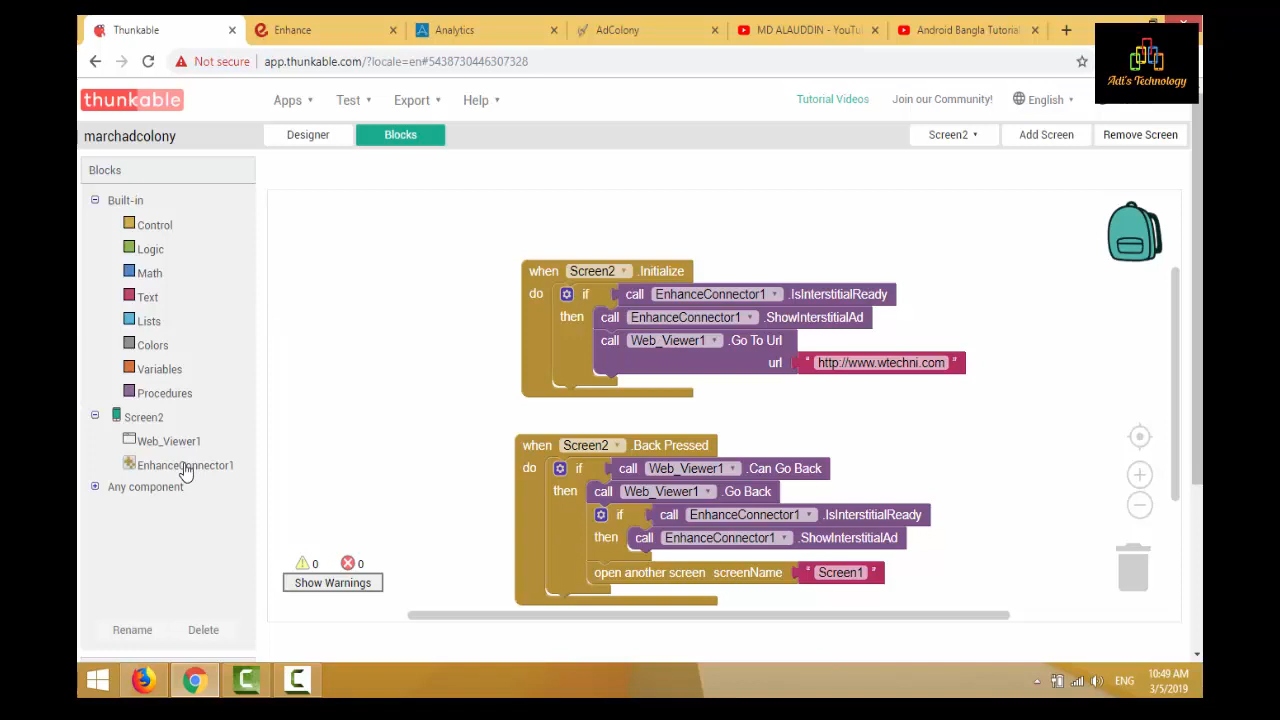 Thunkable
Enhance
Analytics
AdColony
MD ALAUDDIN - YouTu
Android Bangla Tutorial
Not secure
app.thunkable.com/?locale=en#5438730446307328
Adi's Technology
thunkable
Apps
Test
Export
Help
Tutorial Videos
Join our Community!
English
marchadcolony
Designer
Blocks
Screen2
Add Screen
Remove Screen
Blocks
Built-in
Control
Logic
Math
Text
Lists
Colors
Variables
Procedures
Screen2
Web_Viewer1
EnhanceConnector1
Any component
Rename
Delete
when Screen2 .Initialize
do if call EnhanceConnector1 .IsInterstitialReady
then call EnhanceConnector1 .ShowInterstitialAd
call Web_Viewer1 .Go To Url
url " http://www.wtechni.com "
when Screen2 .Back Pressed
do if call Web_Viewer1 .Can Go Back
then call Web_Viewer1 .Go Back
if call EnhanceConnector1 .IsInterstitialReady
then call EnhanceConnector1 .ShowInterstitialAd
open another screen screenName " Screen1 "
0 0
Show Warnings
ENG
10:49 AM
3/5/2019